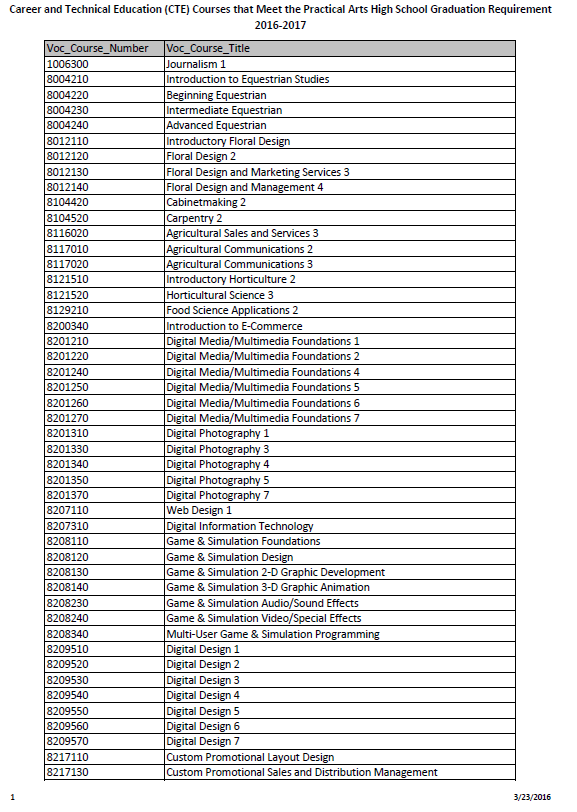 Career and Technical Education (CTE) Courses that Meet the Practical Arts High School Graduation Requirement
2016-2017
Voc_Course_Number Voc_Course_Title
1006300 Journalism 1
8004210 Introduction to Equestrian Studies
8004220 Beginning Equestrian
8004230 Intermediate Equestrian
8004240 Advanced Equestrian
8012110 Introductory Floral Design
8012120 Floral Design 2
8012130 Floral Design and Marketing Services 3
8012140 Floral Design and Management 4
8104420 Cabinetmaking 2
8104520 Carpentry 2
8116020 Agricultural Sales and Services 3
8117010 Agricultural Communications 2
8117020 Agricultural Communications 3
8121510 Introductory Horticulture 2
8121520 Horticultural Science 3
8129210 Food Science Applications 2
8200340 Introduction to E-Commerce
8201210 Digital Media/Multimedia Foundations 1
8201220 Digital Media/Multimedia Foundations 2
8201240 Digital Media/Multimedia Foundations 4
8201250 Digital Media/Multimedia Foundations 5
8201260 Digital Media/Multimedia Foundations 6
8201270 Digital Media/Multimedia Foundations 7
8201310 Digital Photography 1
8201330 Digital Photography 3
8201340 Digital Photography 4
8201350 Digital Photography 5
8201370 Digital Photography 7
8207110 Web Design 1
8207310 Digital Information Technology
8208110 Game & Simulation Foundations
8208120 Game & Simulation Design
8208130 Game & Simulation 2-D Graphic Development
8208140 Game & Simulation 3-D Graphic Animation
8208230 Game & Simulation Audio/Sound Effects
8208240 Game & Simulation Video/Special Effects
8208340 Multi-User Game & Simulation Programming
8209510 Digital Design 1
8209520 Digital Design 2
8209530 Digital Design 3
8209540 Digital Design 4
8209550 Digital Design 5
8209560 Digital Design 6
8209570 Digital Design 7
8217110 Custom Promotional Layout Design
8217130 Custom Promotional Sales and Distribution Management
1 3/23/2016